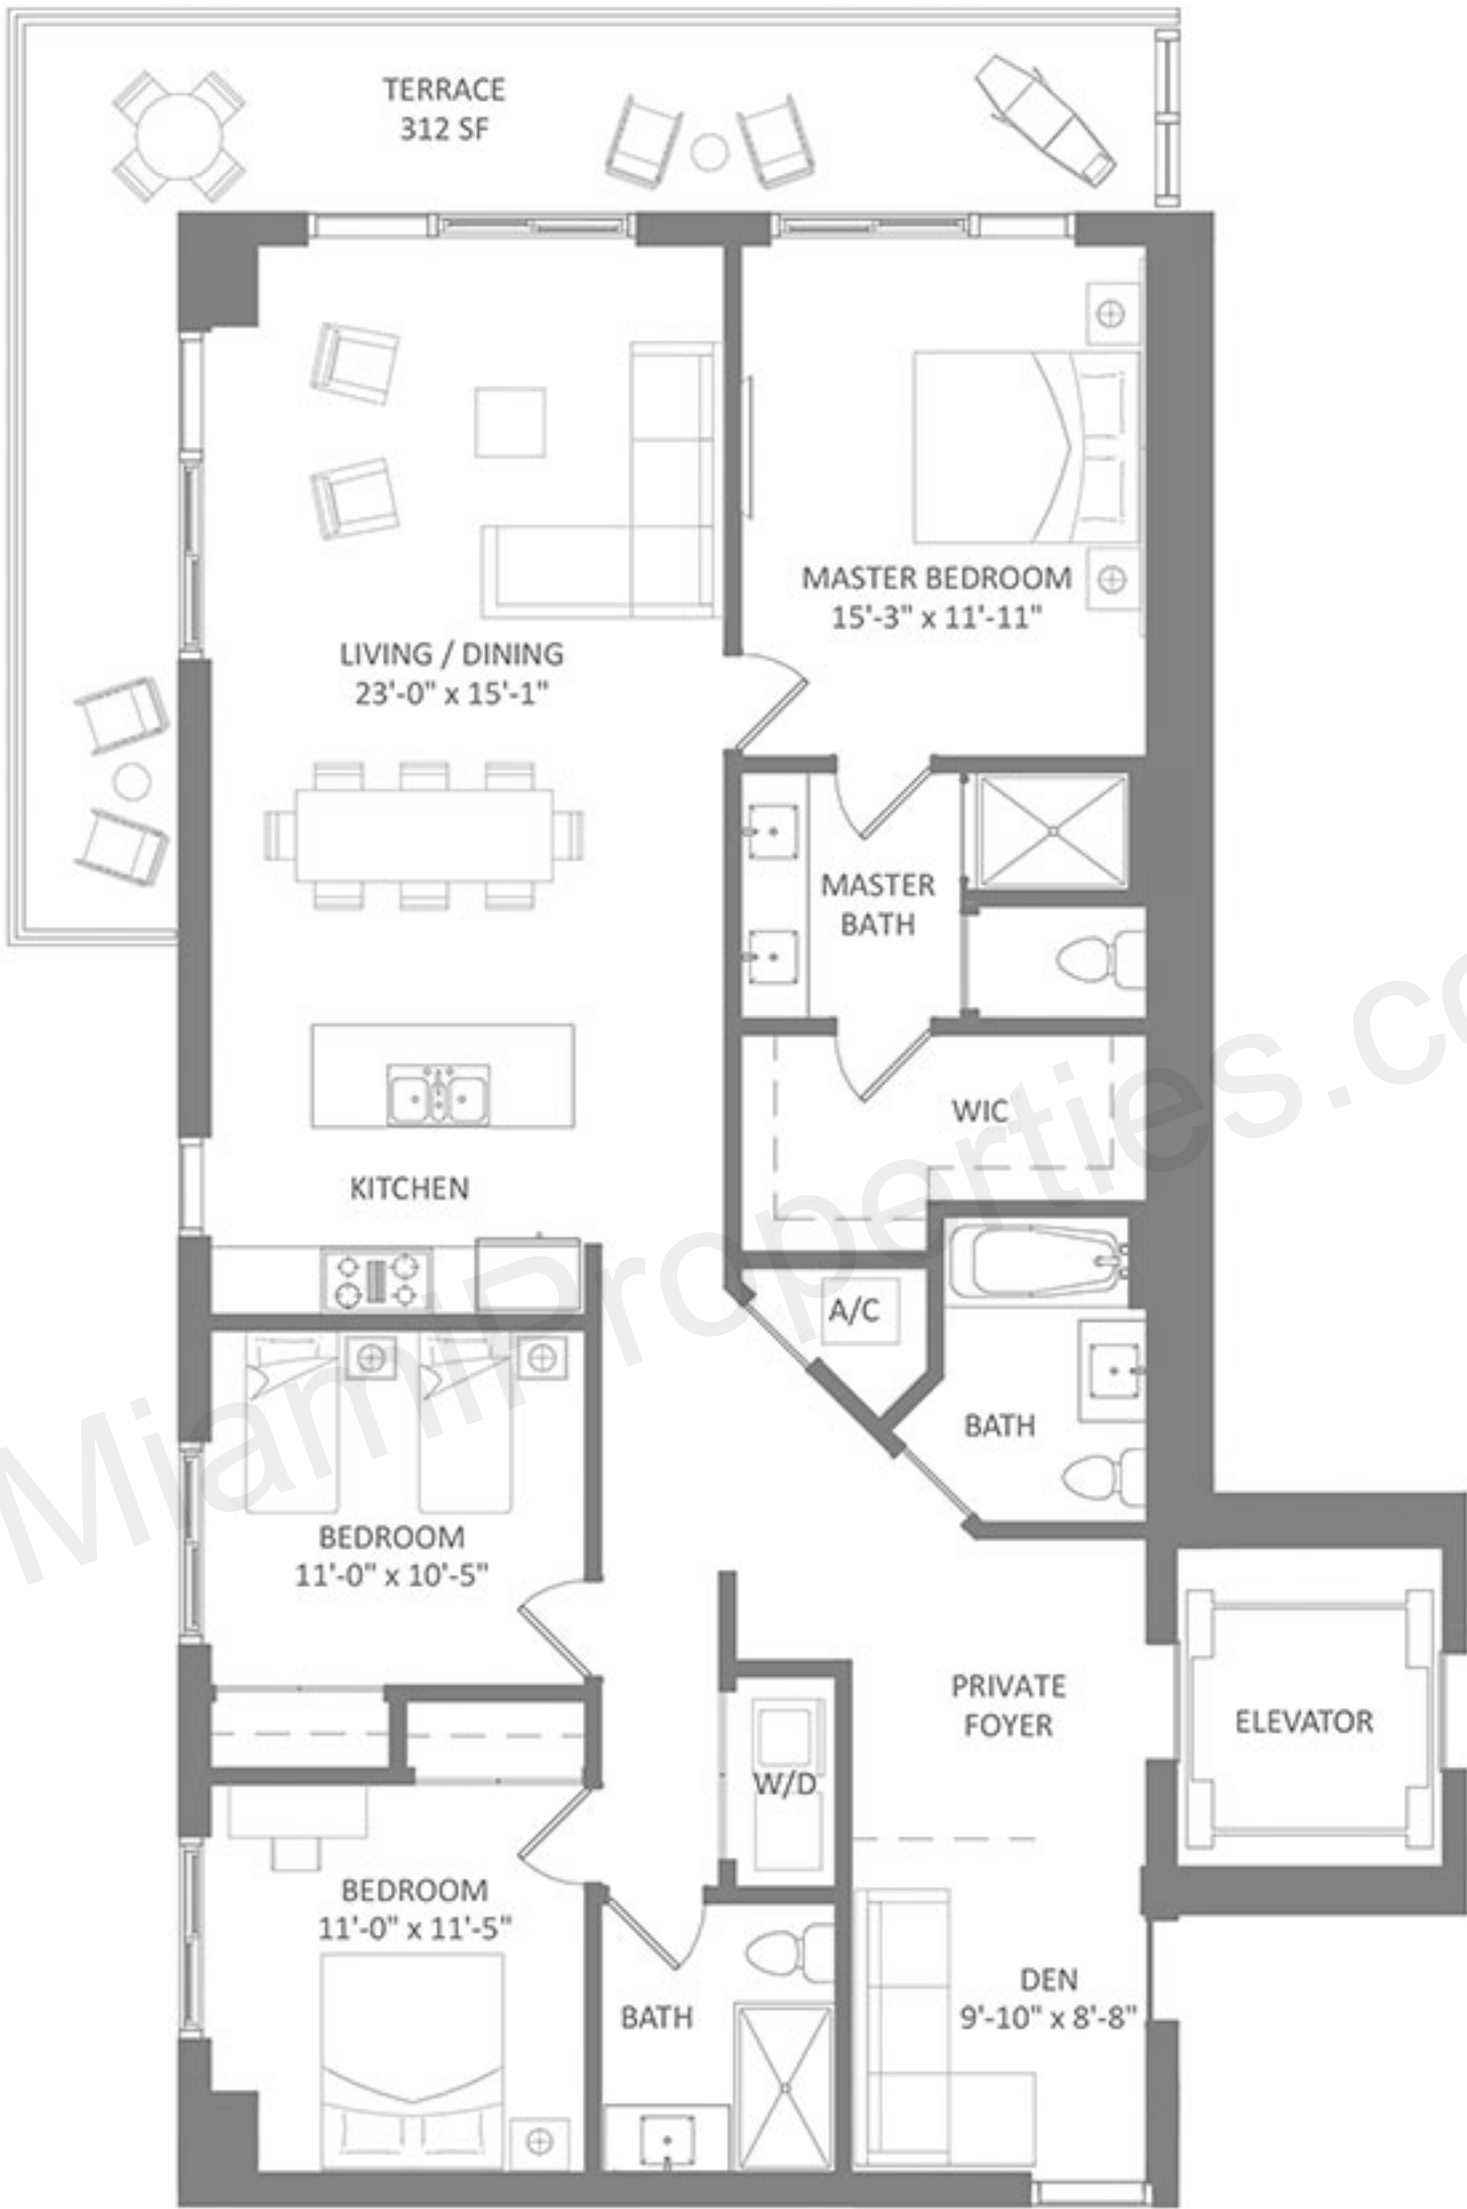 TERRACE
312 SF
MASTER BEDROOM
15'-3" x 11'-11"
LIVING / DINING
23'-0" x 15'-1"
MASTER
BATH
WIC
KITCHEN
A/C
BATH
BEDROOM
11'-0" x 10'-5"
PRIVATE
FOYER
ELEVATOR
W/D
BEDROOM
11'-0" x 11'-5"
DEN
9'-10" x 8'-8"
BATH
MiamiProperties.co